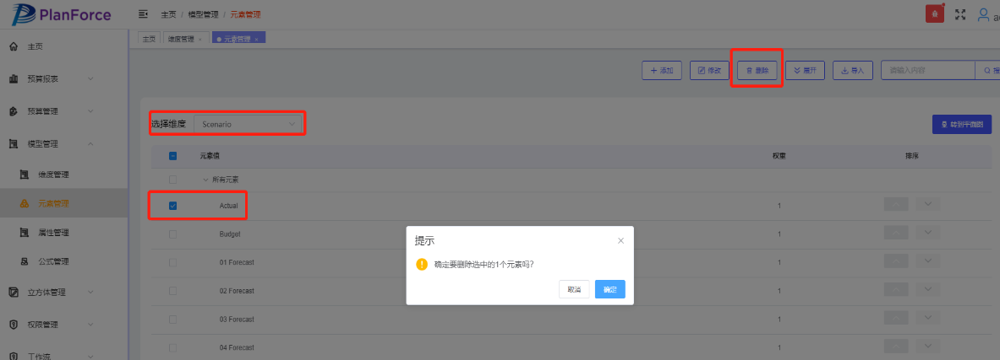 PlanForce
主页 / 模型管理 / 元素管理
主页 维度管理 × 元素管理 ×
主页
预算报表
预算管理
模型管理
维度管理
元素管理
属性管理
公式管理
立方体管理
权限管理
工作流
添加 修改 删除 展开 导入 请输入内容
选择维度 Scenario 转到平面图
元素值 权重 排序
所有元素
Actual 1
Budget 1
01 Forecast 1
02 Forecast 1
03 Forecast 1
04 Forecast 1
提示
确定要删除选中的1个元素吗?
取消 确定